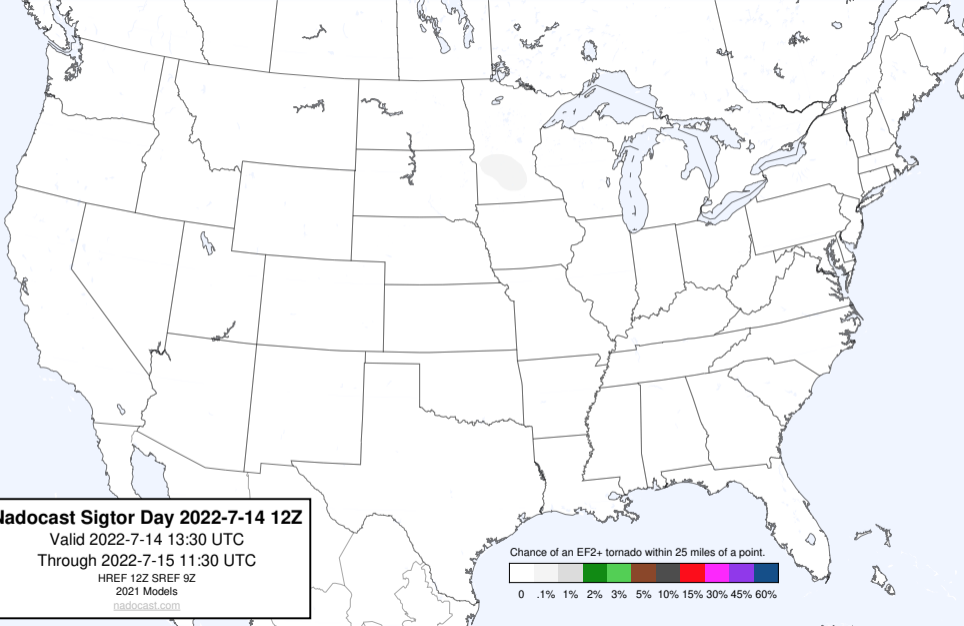 Nadocast Sigtor Day 2022-7-14 12Z
Valid 2022-7-14 13:30 UTC
Through 2022-7-15 11:30 UTC
HREF 12Z SREF 9Z
2021 Models
nadocast.com
Chance of an EF2+ tornado within 25 miles of a point.
0 .1% 1% 2% 3% 5% 10% 15% 30% 45% 60%